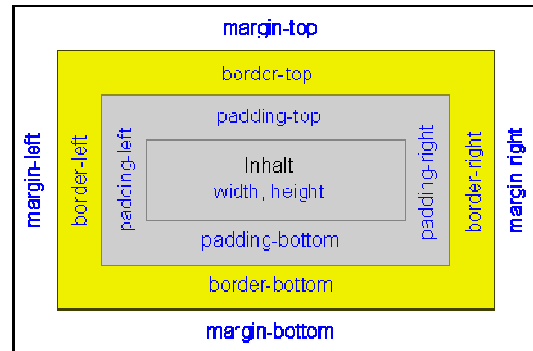 margin-top
border-top
padding-top
margin-left
border-left
padding-left
Inhalt
width, height
padding-right
border-right
margin right
padding-bottom
border-bottom
margin-bottom